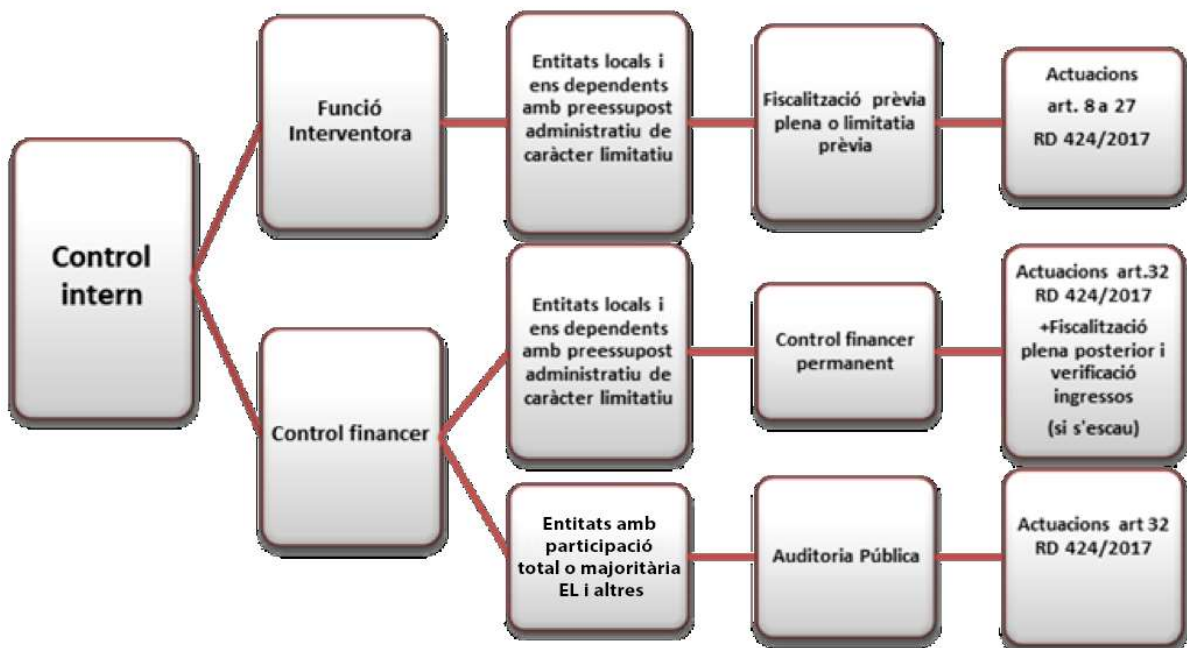 Control
intern
Funció
Interventora
Entitats locals i
ens dependents
amb preessupost
administratiu de
caràcter limitatiu
Fiscalització prèvia
plena o limitatia
prèvia
Actuacions
art. 8 a 27
RD 424/2017
Control financer
Entitats locals i
ens dependents
amb preessupost
administratiu de
caràcter limitatiu
Control financer
permanent
Actuacions art.32
RD 424/2017
+Fiscalització
plena posterior i
verificació
ingressos
(si s'escau)
Entitats amb
participació
total o majoritària
EL i altres
Auditoria Pública
Actuacions art 32
RD 424/2017